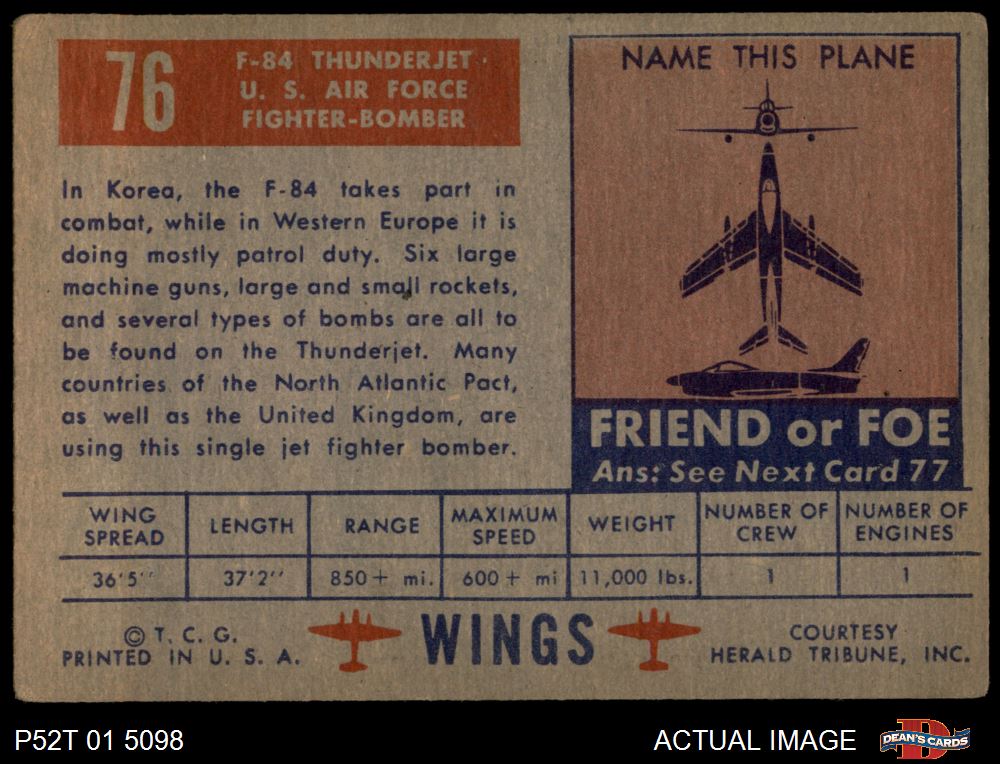 76
F-84 THUNDERJET
U. S. AIR FORCE
FIGHTER-BOMBER
In Korea, the F-84 takes part in
combat, while in Western Europe it is
doing mostly patrol duty. Six large
machine guns, large and small rockets,
and several types of bombs are all to
be found on the Thunderjet. Many
countries of the North Atlantic Pact,
as well as the United Kingdom, are
using this single jet fighter bomber.
NAME THIS PLANE
FRIEND or FOE
Ans: See Next Card 77
WING SPREAD
LENGTH
RANGE
MAXIMUM SPEED
WEIGHT
NUMBER OF CREW
NUMBER OF ENGINES
36'5''
37'2''
850+ mi.
600+ mi
11,000 lbs.
1
1
© T. C. G.
PRINTED IN U. S. A.
WINGS
COURTESY
HERALD TRIBUNE, INC.
P52T 01 5098
ACTUAL IMAGE
D
DEAN'S CARDS